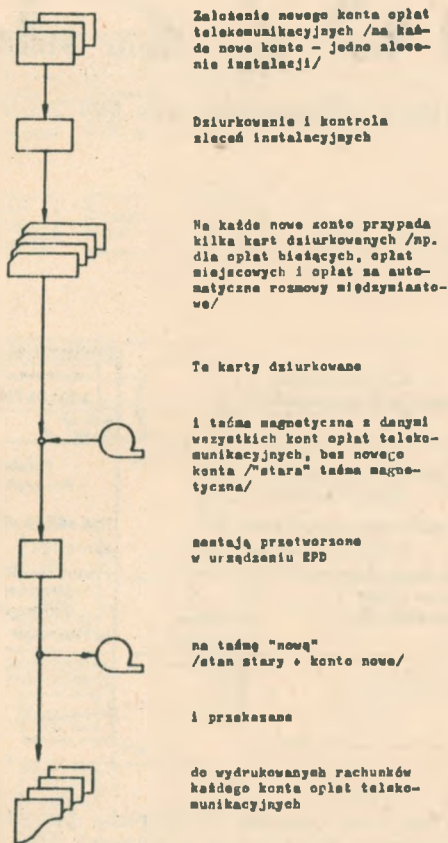 Założenie nowego konta opłat
telekomunikacyjnych /na każ-
de nowe konto - jedno zlece-
nie instalacji/
Dziurkowanie i kontrola
zleceń instalacyjnych
Na każde nowe konto przypada
kilka kart dziurkowanych /np.
dla opłat bieżących, opłat
miejscowych i opłat za auto-
matyczne rozmowy międzymiasto-
we/
Te karty dziurkowane
i taśma magnetyczna z danymi
wszystkich kont opłat teleko-
munikacyjnych, bez nowego
konta /"stara" taśma magne-
tyczna/
zostają przetworzone
w urządzeniu EPD
na taśmę "nową"
/stan stary + konto nowe/
i przekazane
do wydrukowanych rachunków
każdego konta opłat teleko-
munikacyjnych